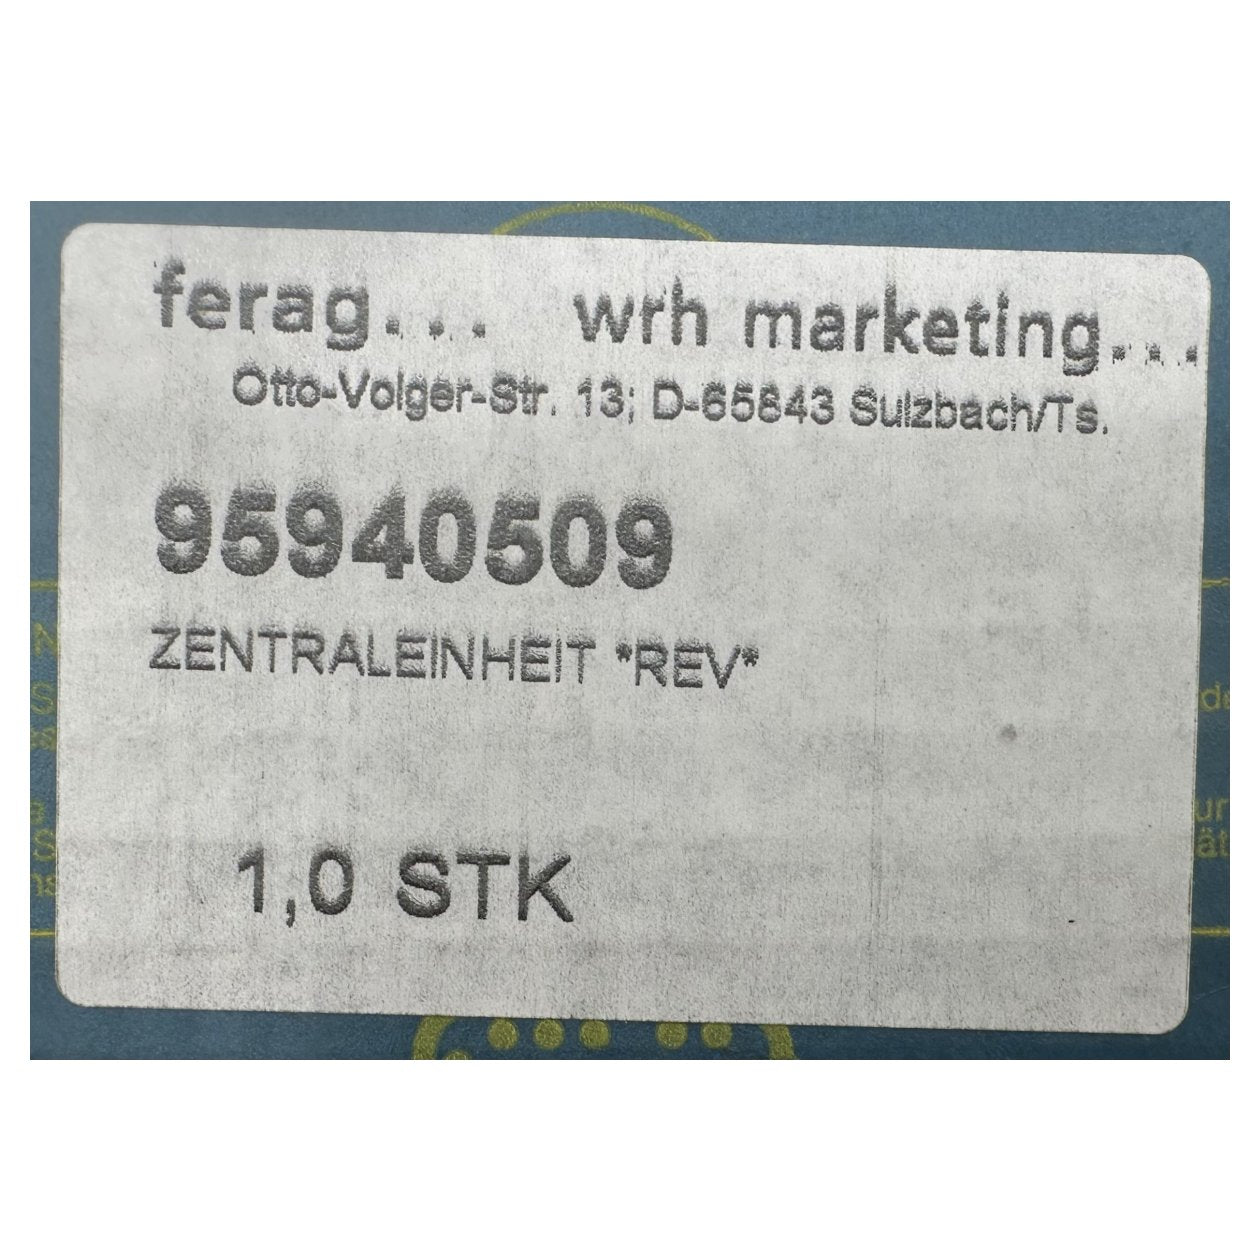 ferag... wrh marketing...
Otto-Volger-Str. 13; D-65843 Sulzbach/Ts.
95940509
ZENTRALEINHEIT *REV*
1,0 STK